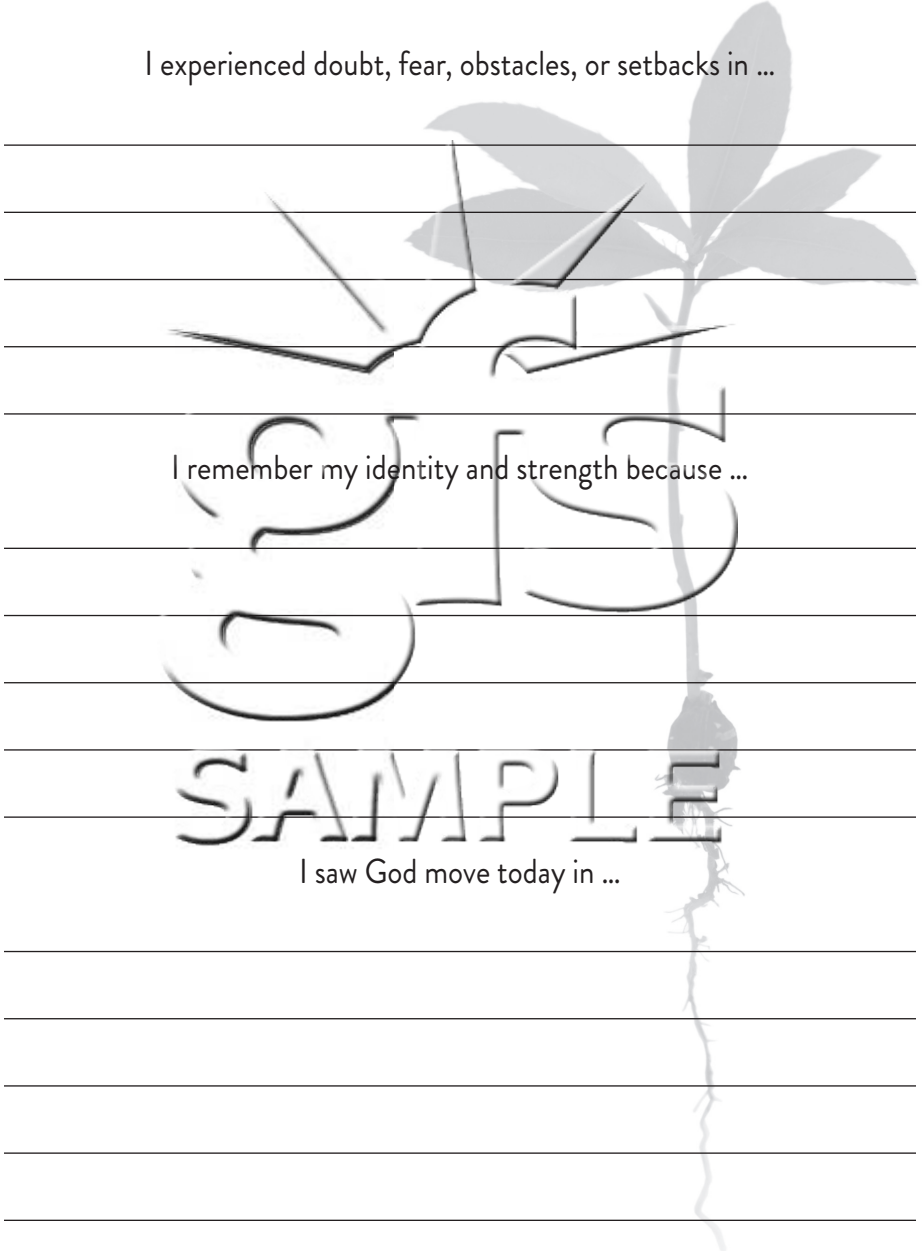 I experienced doubt, fear, obstacles, or setbacks in ...
I remember my identity and strength because ...
SAMPLE
I saw God move today in ...